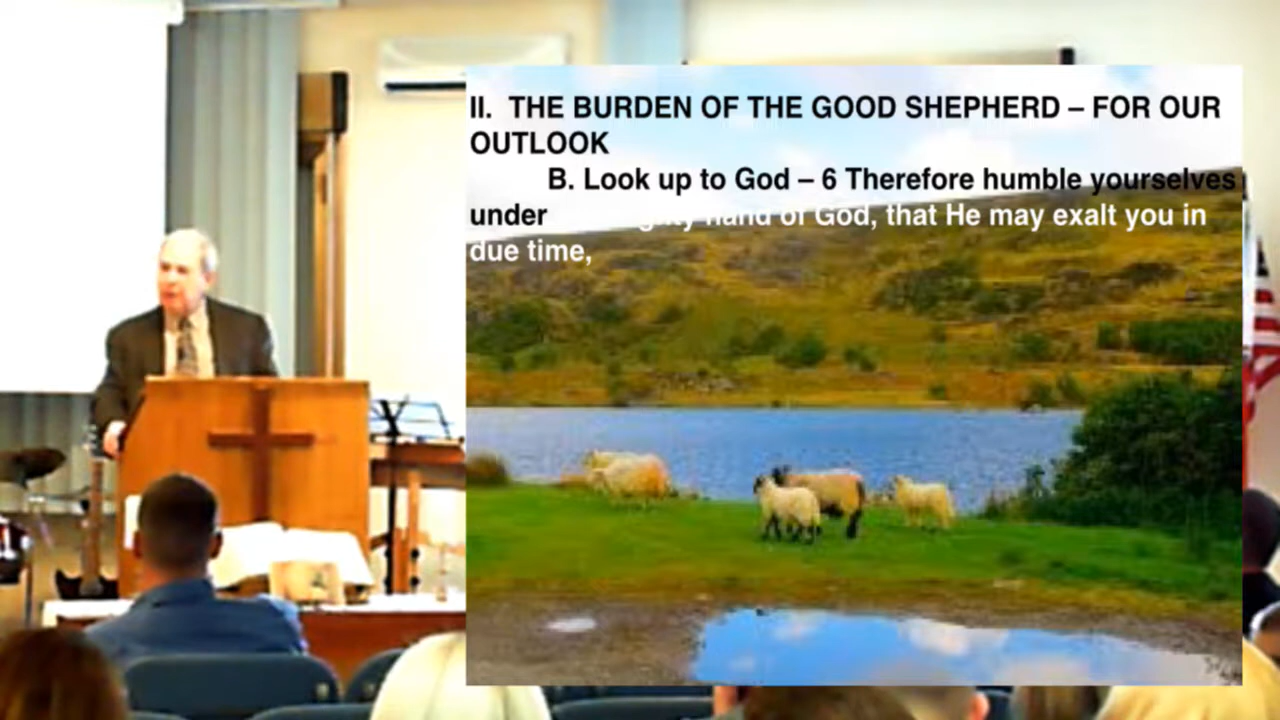 II. THE BURDEN OF THE GOOD SHEPHERD – FOR OUR
OUTLOOK
B. Look up to God – 6 Therefore humble yourselves
under hand of God, that He may exalt you in
due time,